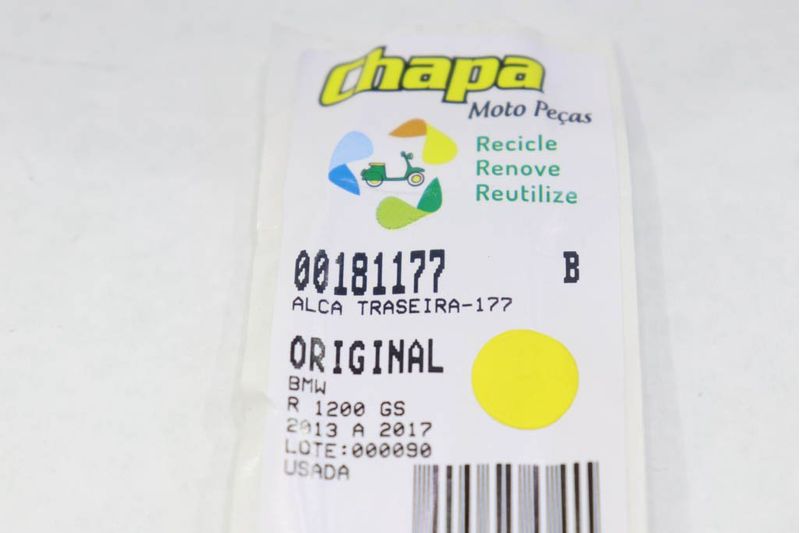 Chapa
Moto Peças
Recicle
Renove
Reutilize
00181177 B
ALCA TRASEIRA-177
ORIGINAL
BMW
R 1200 GS
2013 A 2017
LOTE:000090
USADA